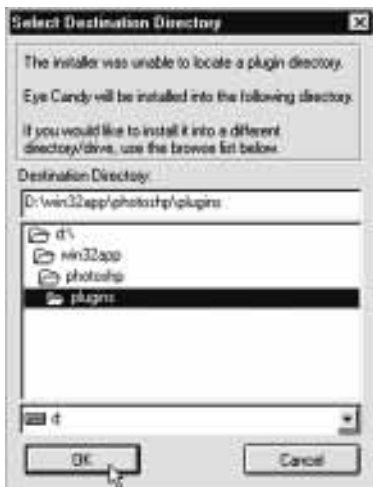 Select Destination Directory
The installer was unable to locate a plugin directory.
Eye Candy will be installed into the following directory.
If you would like to install it into a different
directory/drive, use the browse list below.
Destination Directory:
D:\win32app\photoshp\plugins
d:\
win32app
photoshp
plugins
d:
OK
Cancel